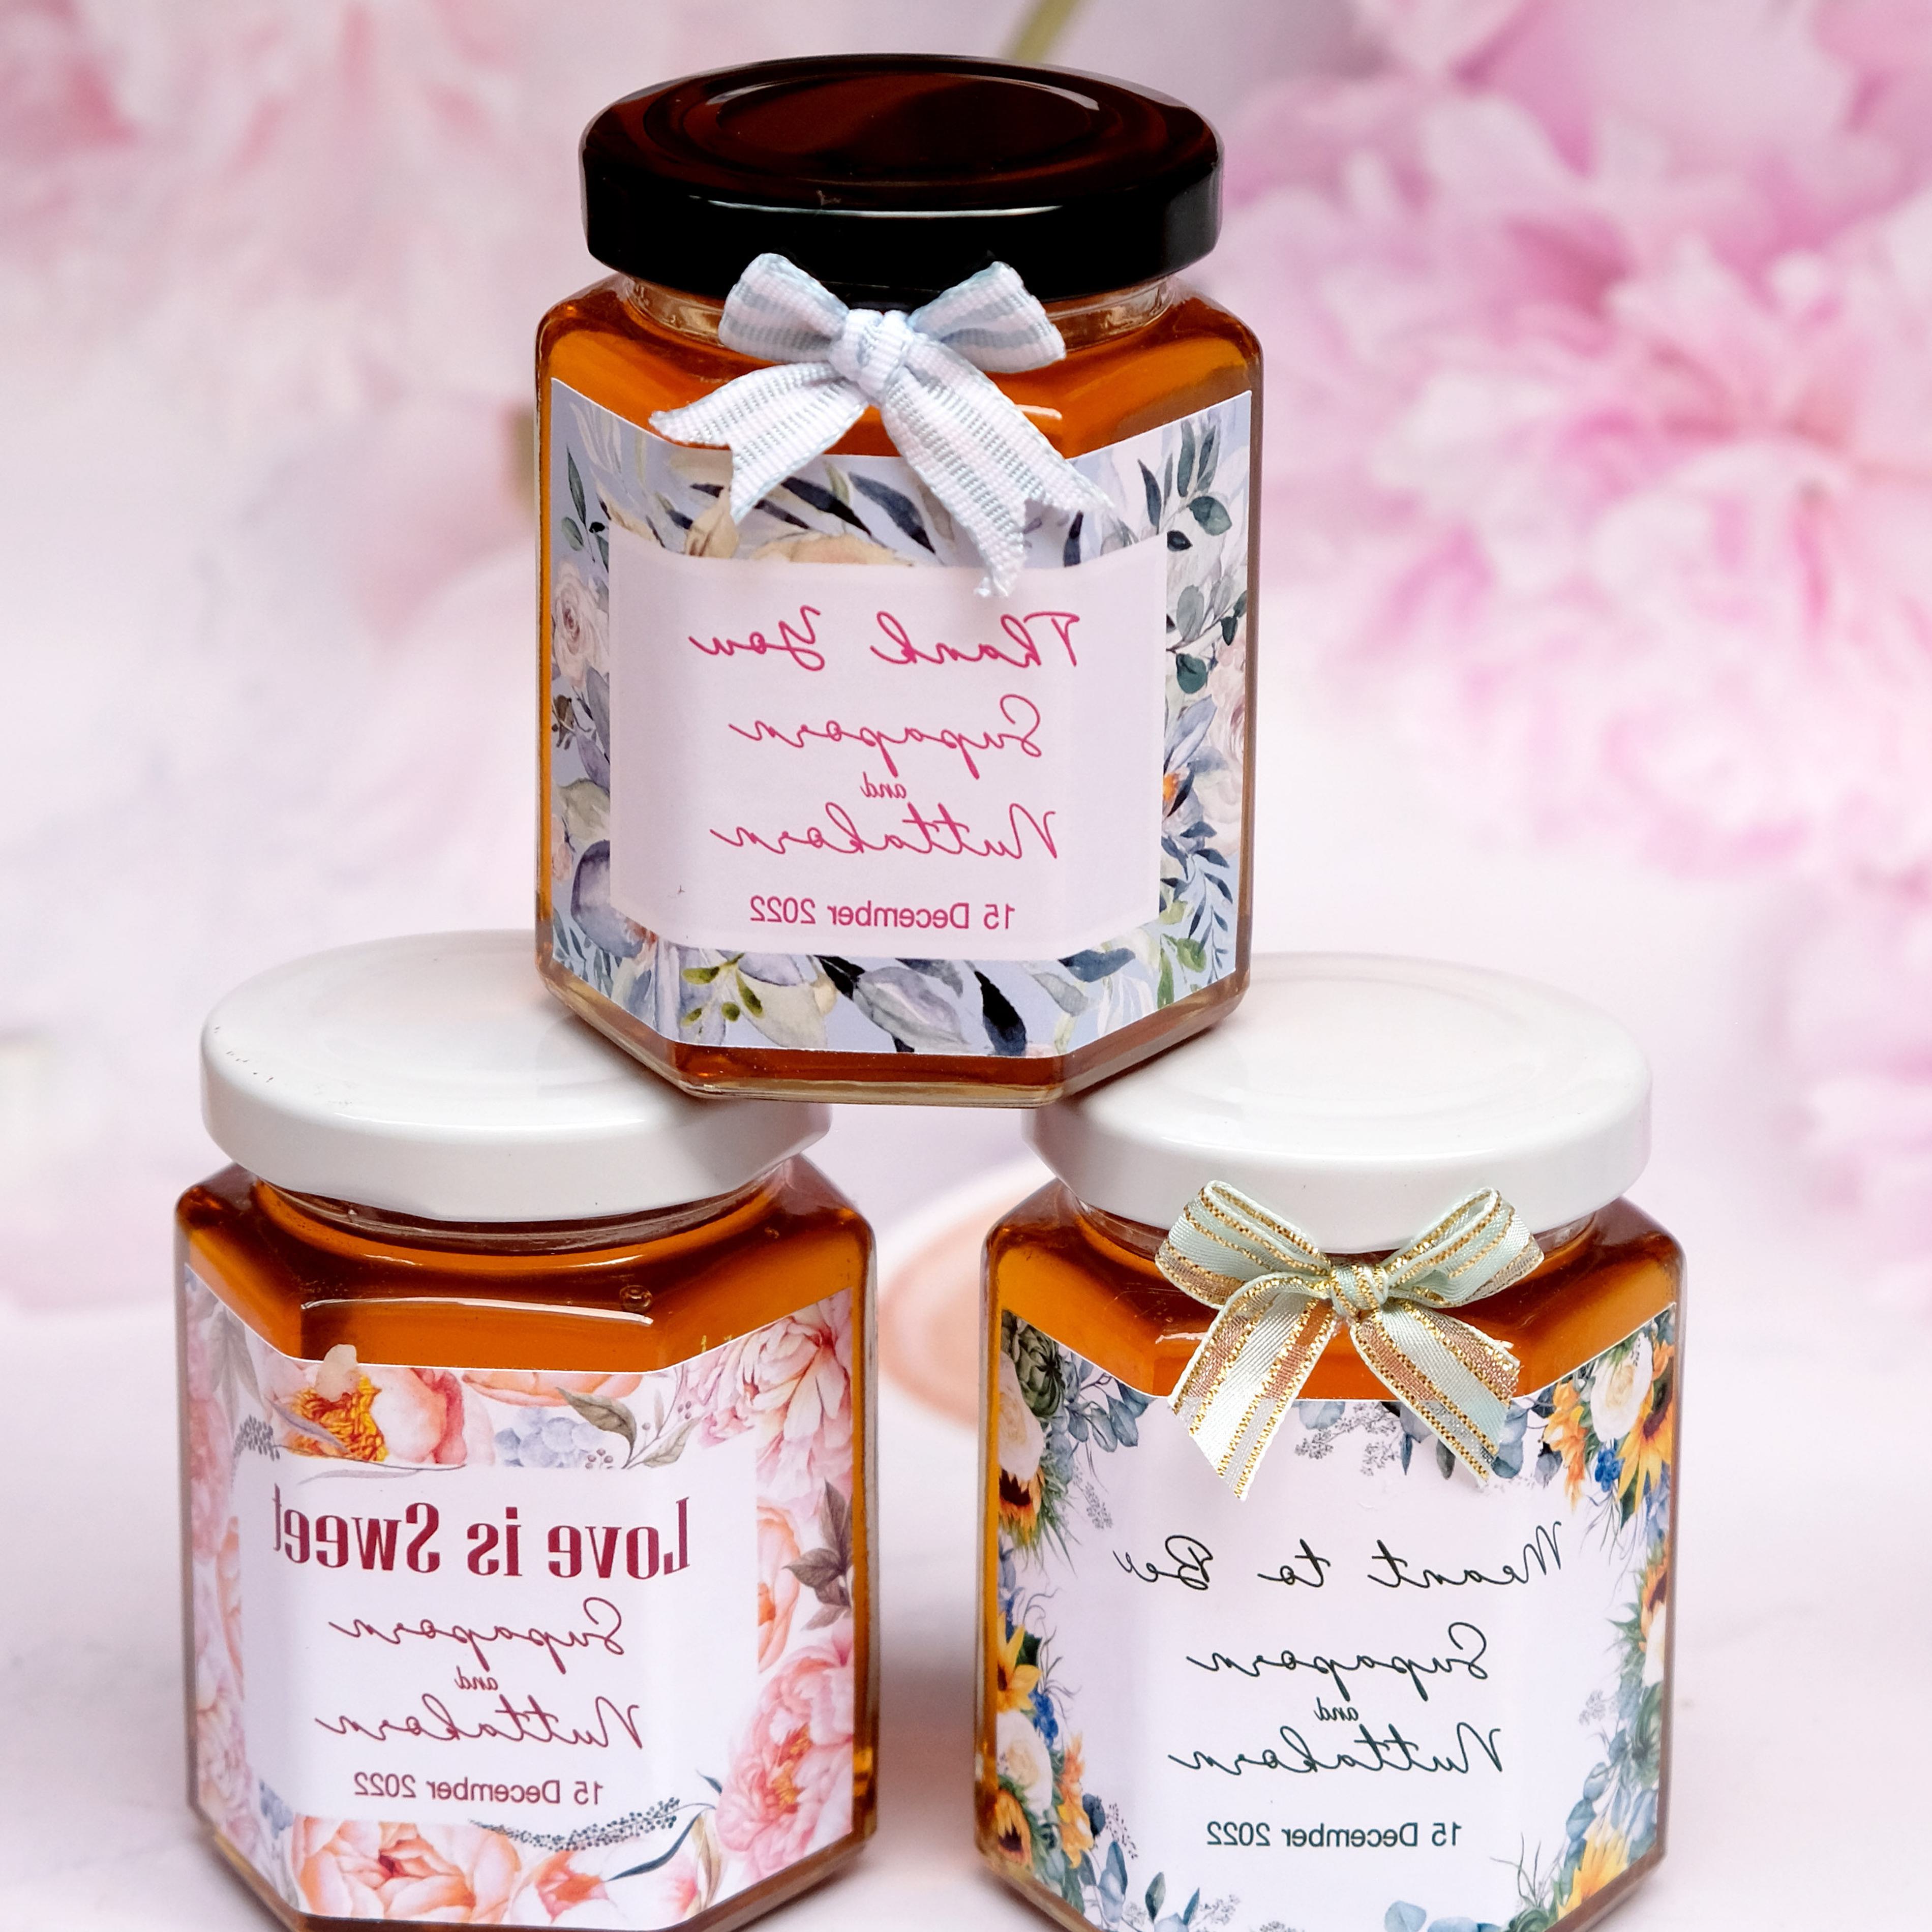 Thank You
Supaporn
and
Nuttakorn
15 December 2022
Love is Sweet
Supaporn
and
Nuttakorn
15 December 2022
Meant to Bee
Supaporn
and
Nuttakorn
15 December 2022